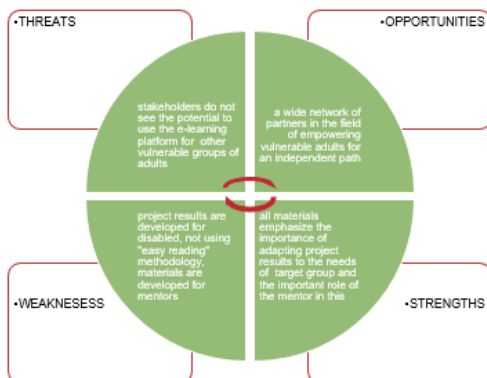 •THREATS
•OPPORTUNITIES
stakeholders do not
see the potential to
use the e-learning
platform for other
vulnerable groups of
adults
a wide network of
partners in the field
of empowering
vulnerable adults for
an independent path
project results are
developed for
disabled, not using
"easy reading"
methodology,
materials are
developed for
mentors
all materials
emphasize the
importance of
adapting project
results to the needs
of target group and
the important role of
the mentor in this
•WEAKNESESS
•STRENGTHS